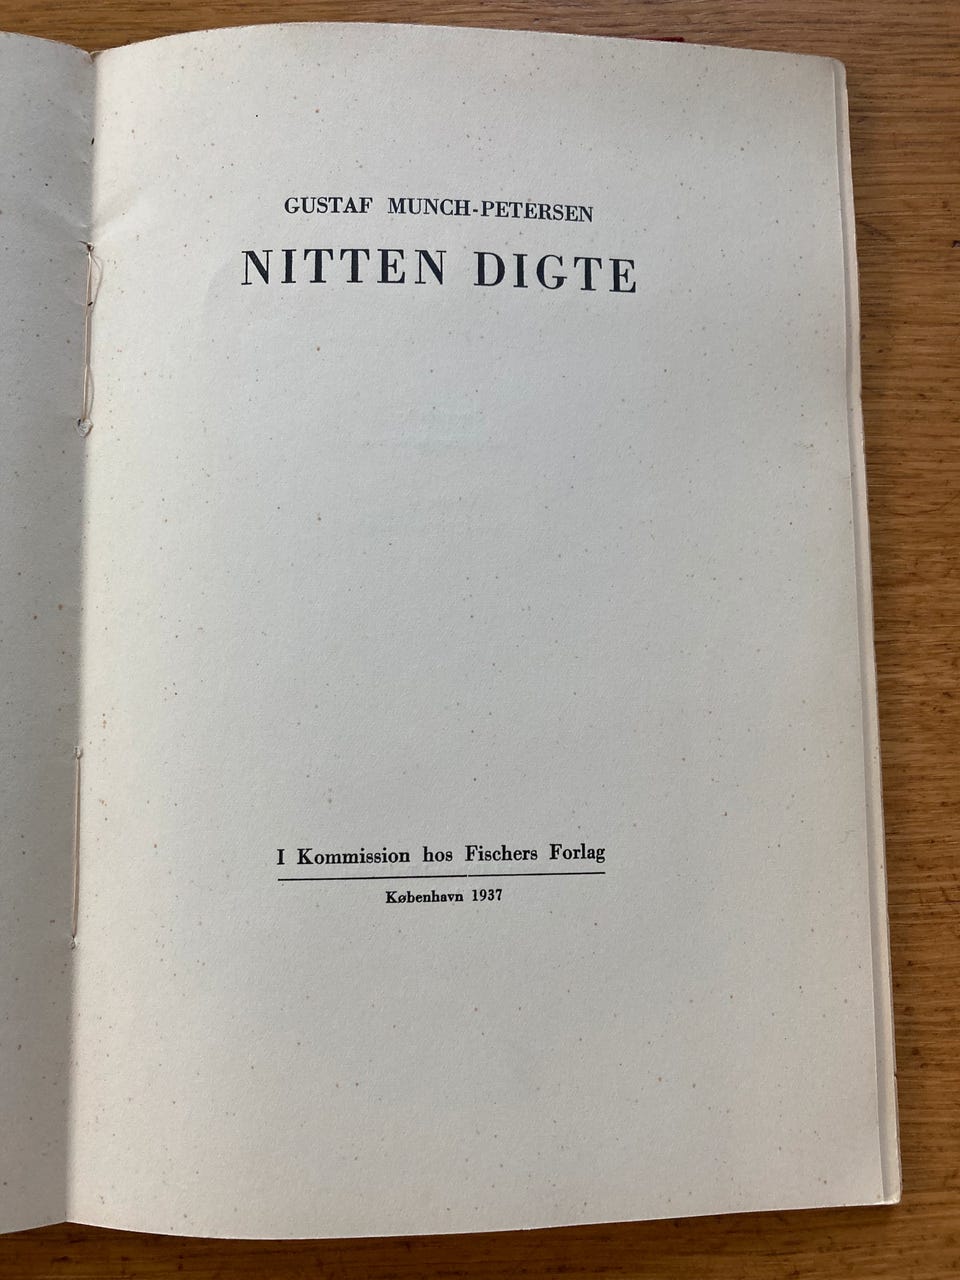 GUSTAF MUNCH-PETERSEN
NITTEN DIGTE
I Kommission hos Fischers Forlag
København 1937